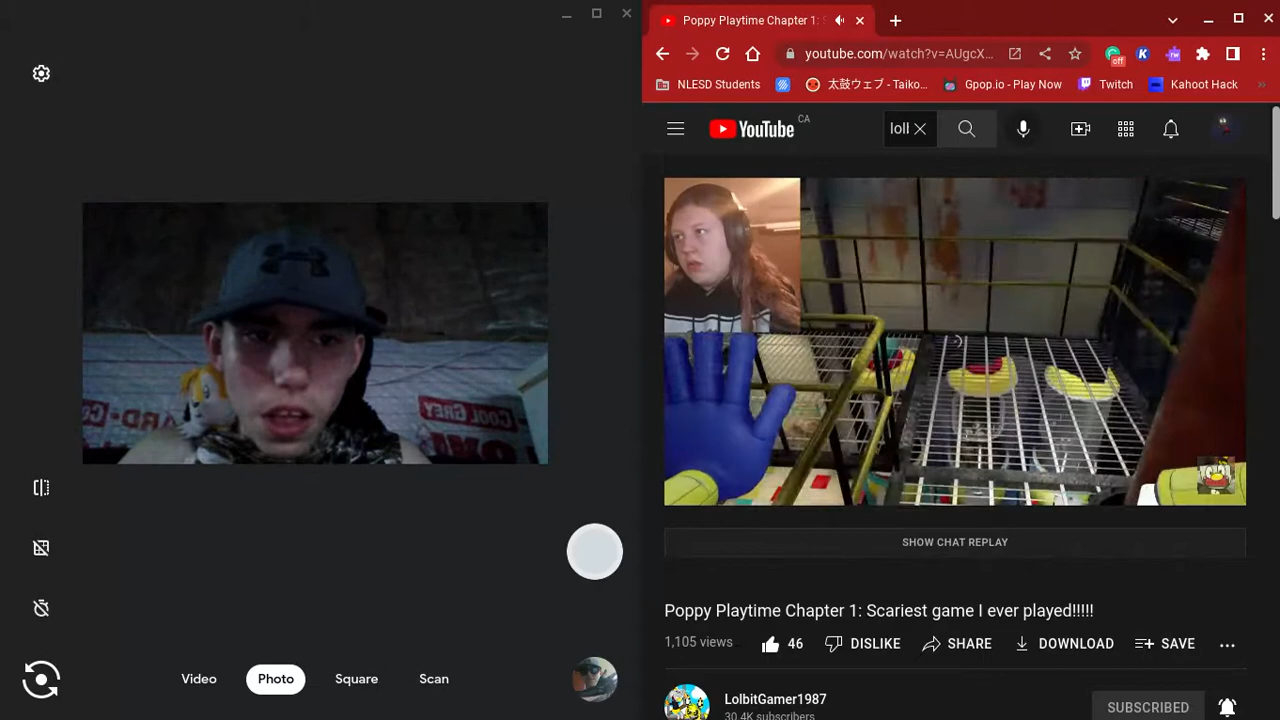 Poppy Playtime Chapter 1: S
youtube.com/watch?v=AUgcX...
off
NLESD Students
太鼓ウェブ - Taiko...
Gpop.io - Play Now
Twitch
Kahoot Hack
YouTube CA
loll
COOL GREY
SHOW CHAT REPLAY
Poppy Playtime Chapter 1: Scariest game I ever played!!!!!
1,105 views
46
DISLIKE
SHARE
DOWNLOAD
SAVE
Video
Photo
Square
Scan
LolbitGamer1987
30.4K subscribers
SUBSCRIBED